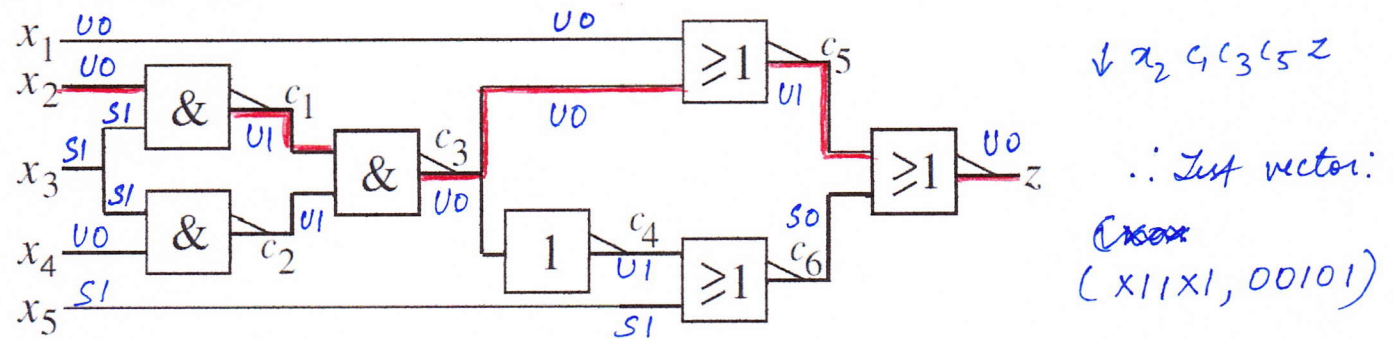 x₁ U0 U0 ≥1 c₅
↓ x₂ c₁ c₃ c₅ z
x₂ U0 & c₁ U1
S1 U1 U0
x₃ S1 & c₃ U0 ≥1 U0 z
∴ Test vector:
S1 & c₂ U1 S0
x₄ U0 1 c₄ U1 ≥1 c₆
(X11X1, 00101)
x₅ S1 S1